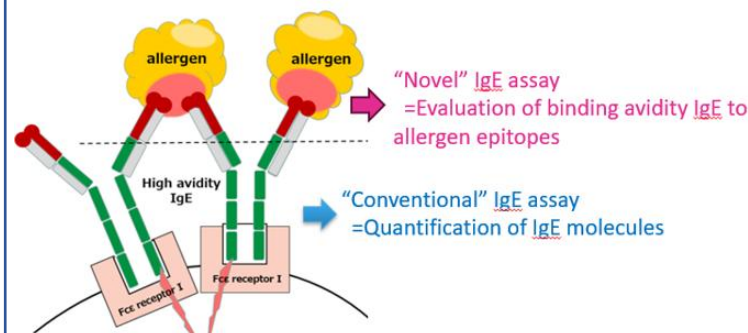 allergen
allergen
“Novel” IgE assay
=Evaluation of binding avidity IgE to
allergen epitopes
High avidity
IgE
“Conventional” IgE assay
=Quantification of IgE molecules
Fcε receptor I
Fcε receptor I